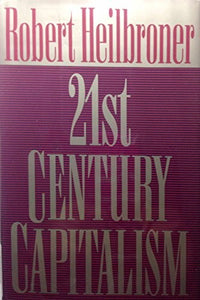 Robert Heilbroner
21st
CENTURY
CAPITALISM